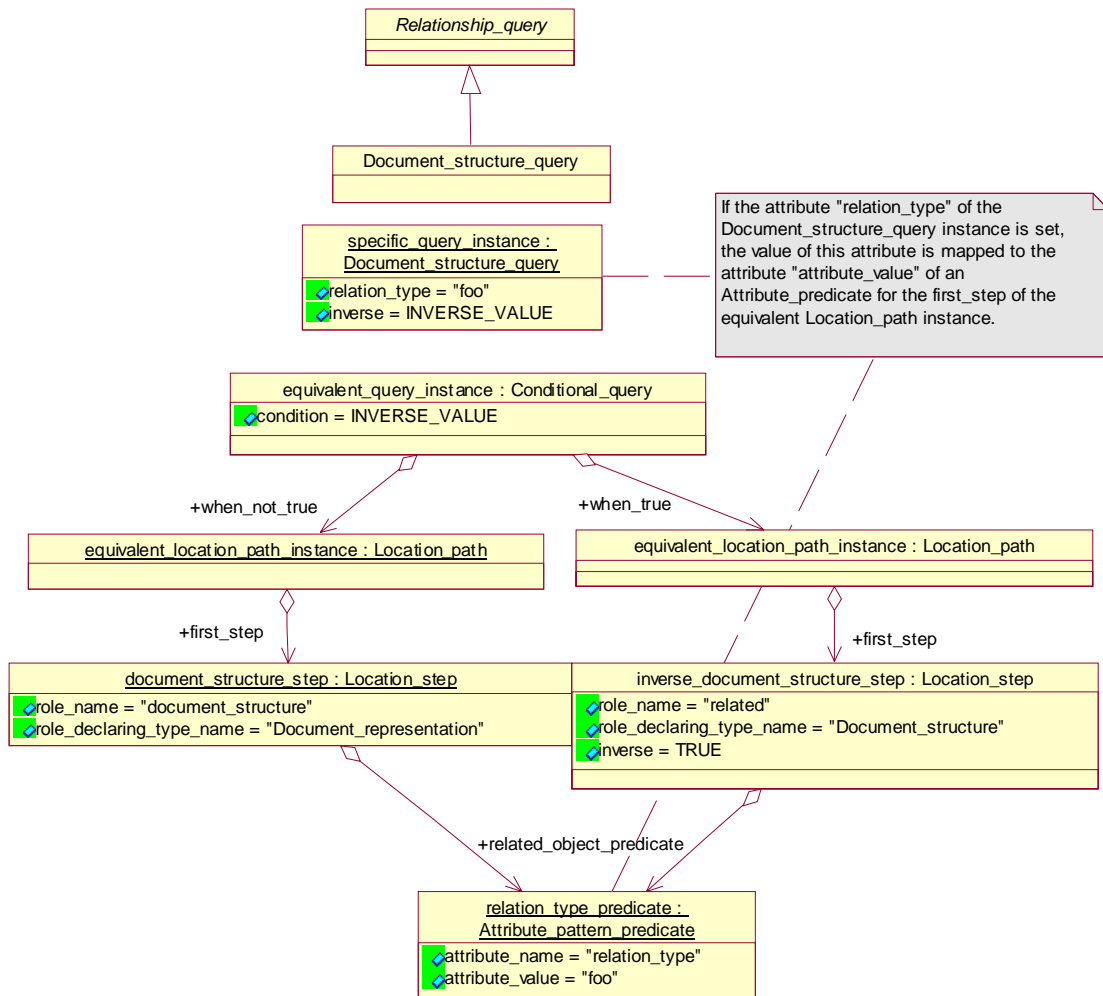 Relationship_query
Document_structure_query
specific_query_instance :
Document_structure_query
relation_type = "foo"
inverse = INVERSE_VALUE
If the attribute "relation_type" of the
Document_structure_query instance is set,
the value of this attribute is mapped to the
attribute "attribute_value" of an
Attribute_predicate for the first_step of the
equivalent Location_path instance.
equivalent_query_instance : Conditional_query
condition = INVERSE_VALUE
+when_not_true
+when_true
equivalent_location_path_instance : Location_path
equivalent_location_path_instance : Location_path
+first_step
+first_step
document_structure_step : Location_step
role_name = "document_structure"
role_declaring_type_name = "Document_representation"
inverse_document_structure_step : Location_step
role_name = "related"
role_declaring_type_name = "Document_structure"
inverse = TRUE
+related_object_predicate
relation_type_predicate :
Attribute_pattern_predicate
attribute_name = "relation_type"
attribute_value = "foo"